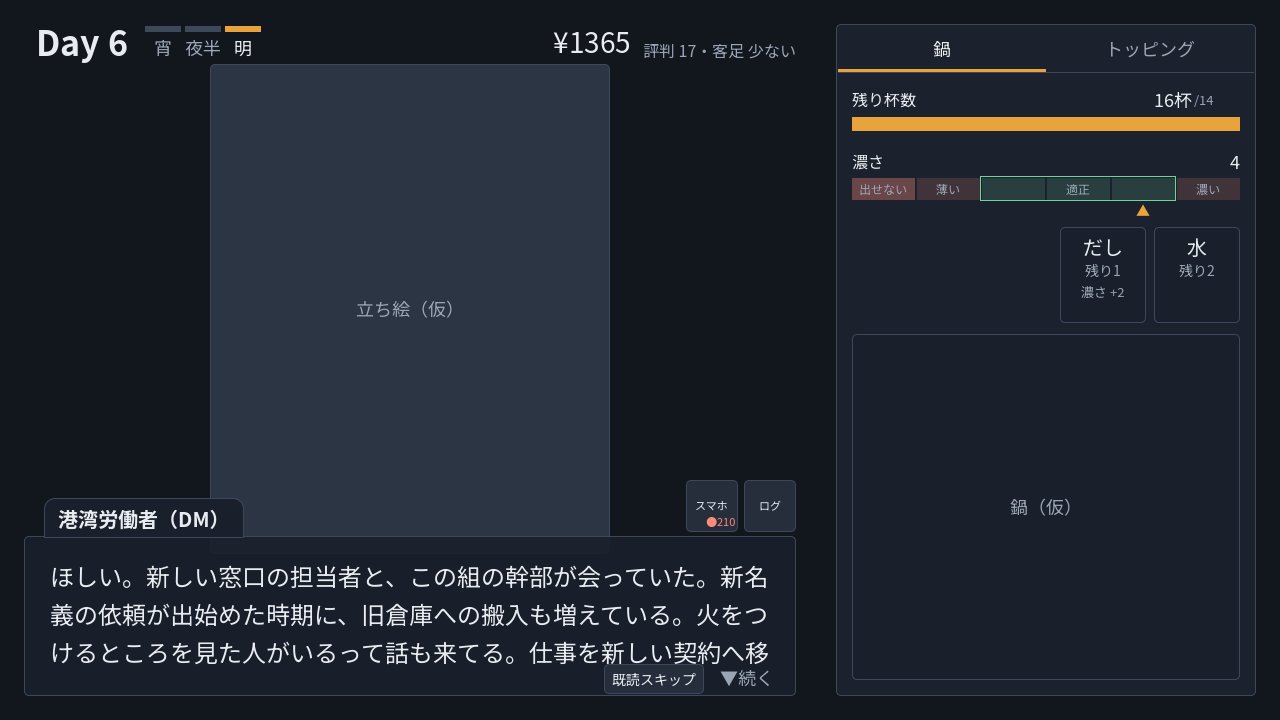 Day 6
宵 夜半 明
¥1365
評判 17・客足 少ない
立ち絵（仮）
スマホ
210
ログ
港湾労働者（DM）
ほしい。新しい窓口の担当者と、この組の幹部が会っていた。新名
義の依頼が出始めた時期に、旧倉庫への搬入も増えている。火をつ
けるところを見た人がいるって話も来てる。仕事を新しい契約へ移
既読スキップ
▼続く
鍋
トッピング
残り杯数
16杯/14
濃さ
4
出せない 薄い 適正 濃い
▲
だし
残り1
濃さ +2
水
残り2
鍋（仮）